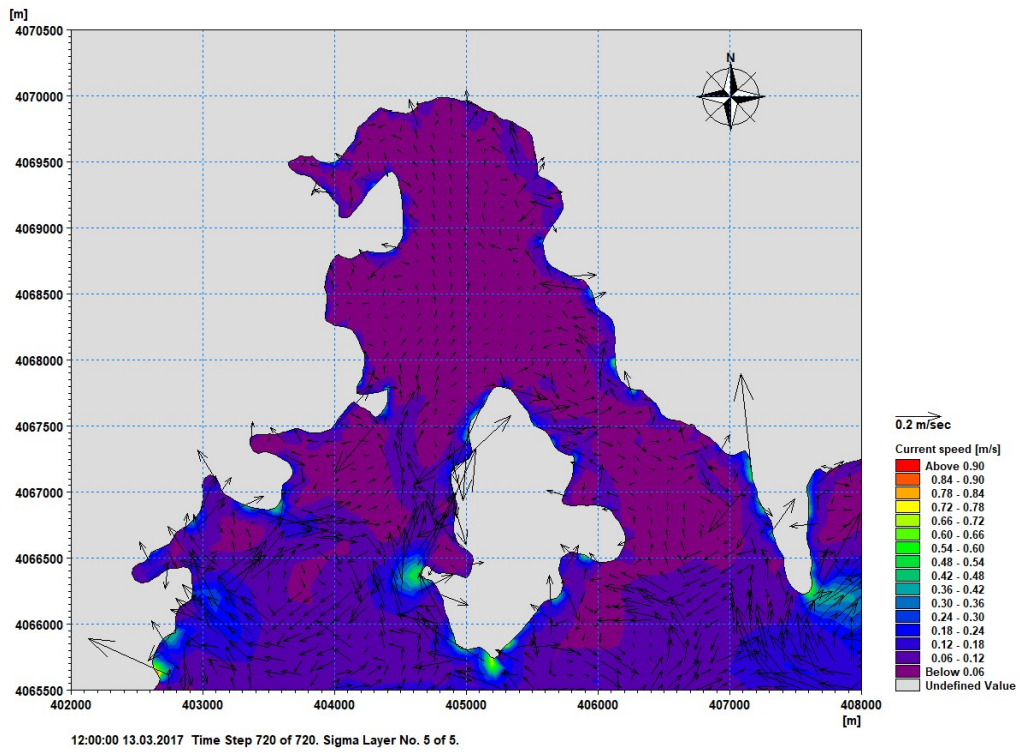 [m]
4070500
4070000
4069500
4069000
4068500
4068000
4067500
4067000
4066500
4066000
4065500
402000 403000 404000 405000 406000 407000 408000
[m]
N
0.2 m/sec
Current speed [m/s]
Above 0.90
0.84 - 0.90
0.78 - 0.84
0.72 - 0.78
0.66 - 0.72
0.60 - 0.66
0.54 - 0.60
0.48 - 0.54
0.42 - 0.48
0.36 - 0.42
0.30 - 0.36
0.24 - 0.30
0.18 - 0.24
0.12 - 0.18
0.06 - 0.12
Below 0.06
Undefined Value
12:00:00 13.03.2017 Time Step 720 of 720. Sigma Layer No. 5 of 5.